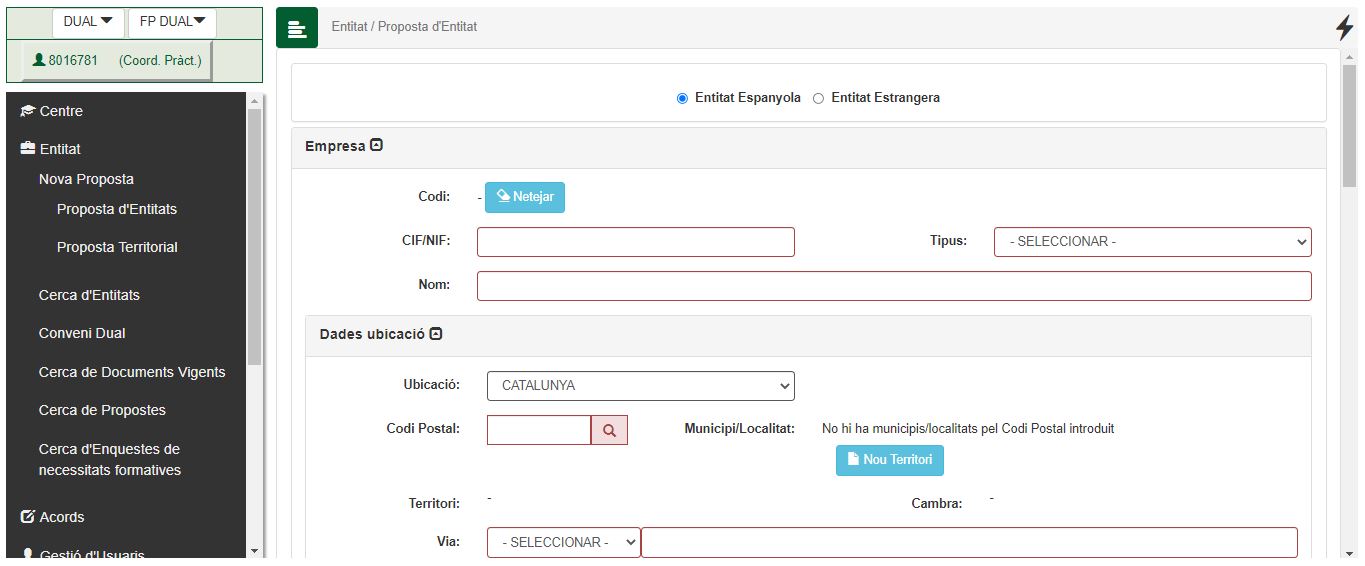 DUAL
FP DUAL
8016781 (Coord. Pràct.)
Centre
Entitat
Nova Proposta
Proposta d'Entitats
Proposta Territorial
Cerca d'Entitats
Conveni Dual
Cerca de Documents Vigents
Cerca de Propostes
Cerca d'Enquestes de
necessitats formatives
Acords
Gestió d'Usuaris
Entitat / Proposta d'Entitat
Entitat Espanyola Entitat Estrangera
Empresa
Codi: - Netejar
CIF/NIF: Tipus: - SELECCIONAR -
Nom:
Dades ubicació
Ubicació: CATALUNYA
Codi Postal: Municipi/Localitat: No hi ha municipis/localitats pel Codi Postal introduit
Nou Territori
Territori: - Cambra: -
Via: - SELECCIONAR -